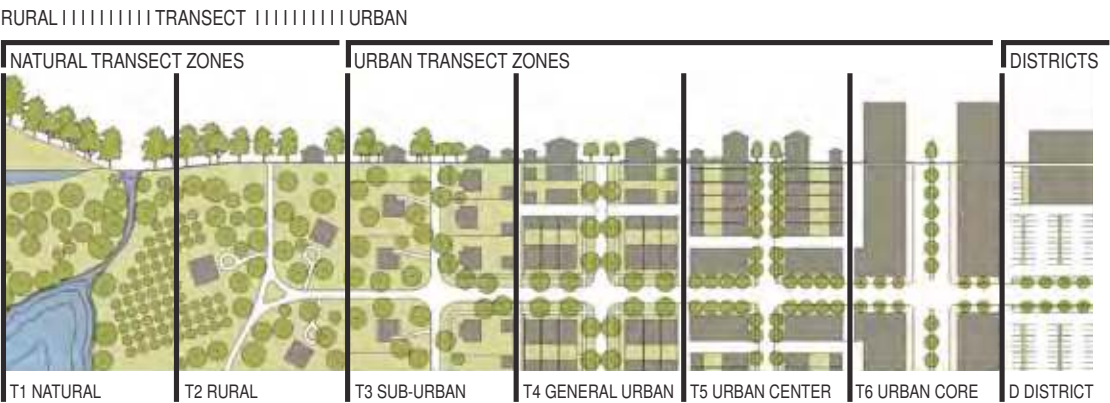 RURAL I I I I I I I I I I TRANSECT I I I I I I I I I I URBAN
NATURAL TRANSECT ZONES
URBAN TRANSECT ZONES
DISTRICTS
T1 NATURAL
T2 RURAL
T3 SUB-URBAN
T4 GENERAL URBAN
T5 URBAN CENTER
T6 URBAN CORE
D DISTRICT